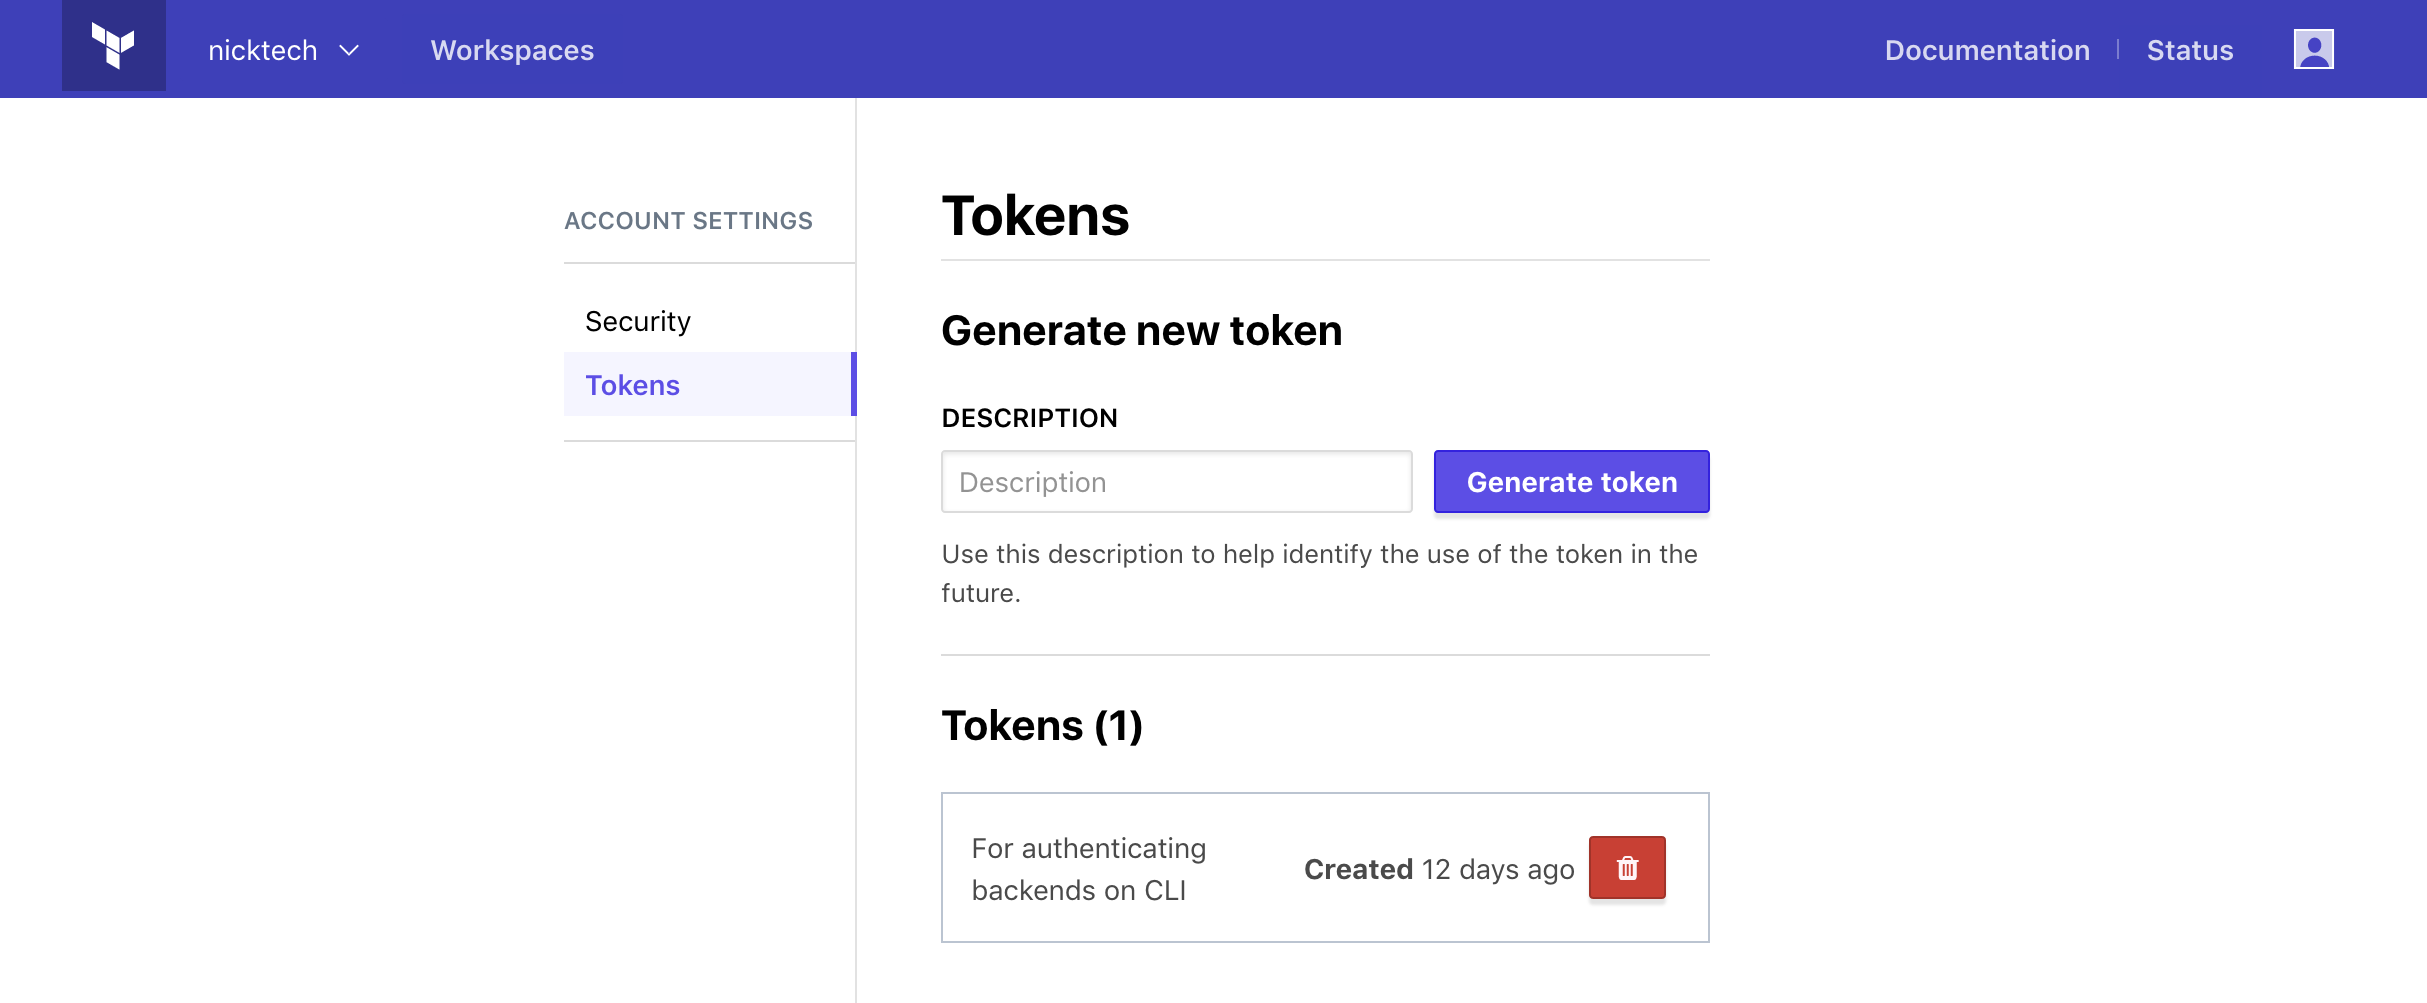 nicktech
Workspaces
Documentation
Status
ACCOUNT SETTINGS
Security
Tokens
Tokens
Generate new token
DESCRIPTION
Description
Generate token
Use this description to help identify the use of the token in the
future.
Tokens (1)
For authenticating
backends on CLI
Created 12 days ago